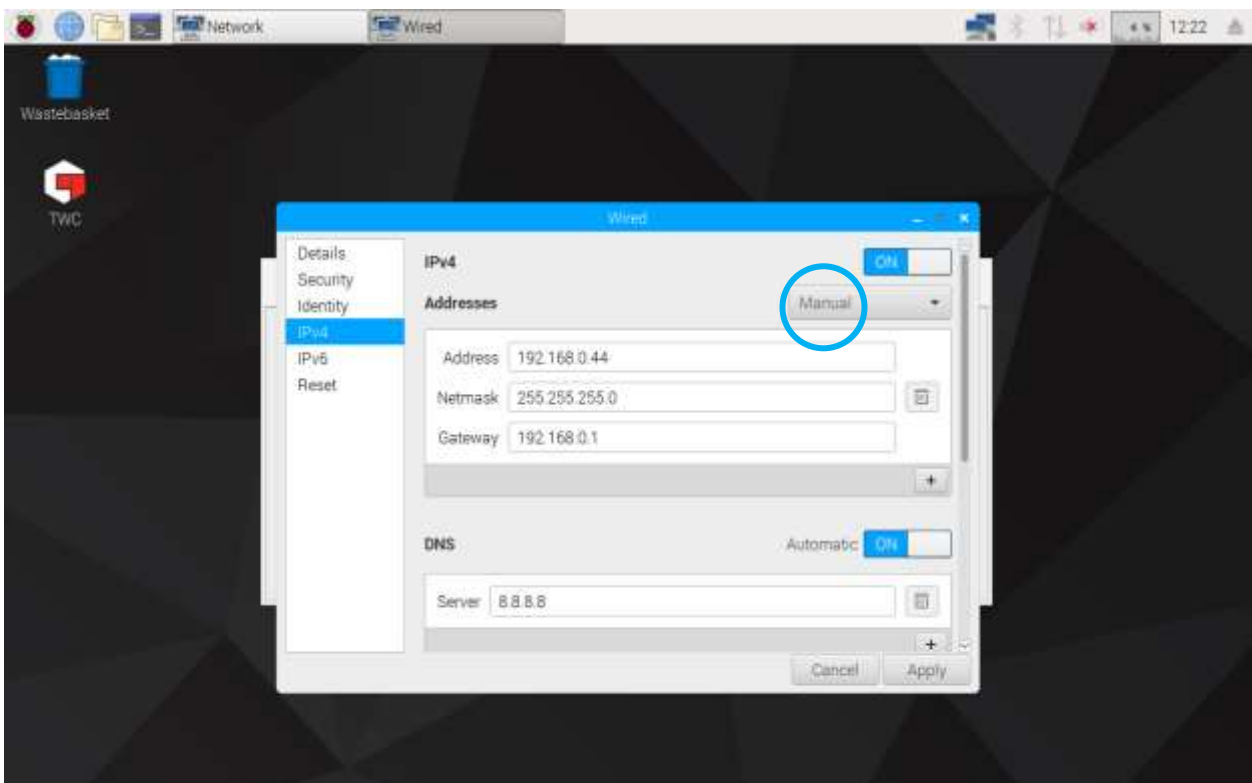 Network Wired 12:22
Wastebasket
TWC
Wired
Details
Security
Identity
IPv4
IPv6
Reset
IPv4 ON
Addresses Manual
Address 192.168.0.44
Netmask 255.255.255.0
Gateway 192.168.0.1
+
DNS Automatic ON
Server 8.8.8.8
+
Cancel Apply